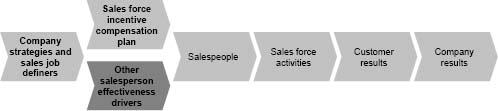 Company
strategies and
sales job
definers
Sales force
incentive
compensation
plan
Other
salesperson
effectiveness
drivers
Salespeople
Sales force
activities
Customer
results
Company
results